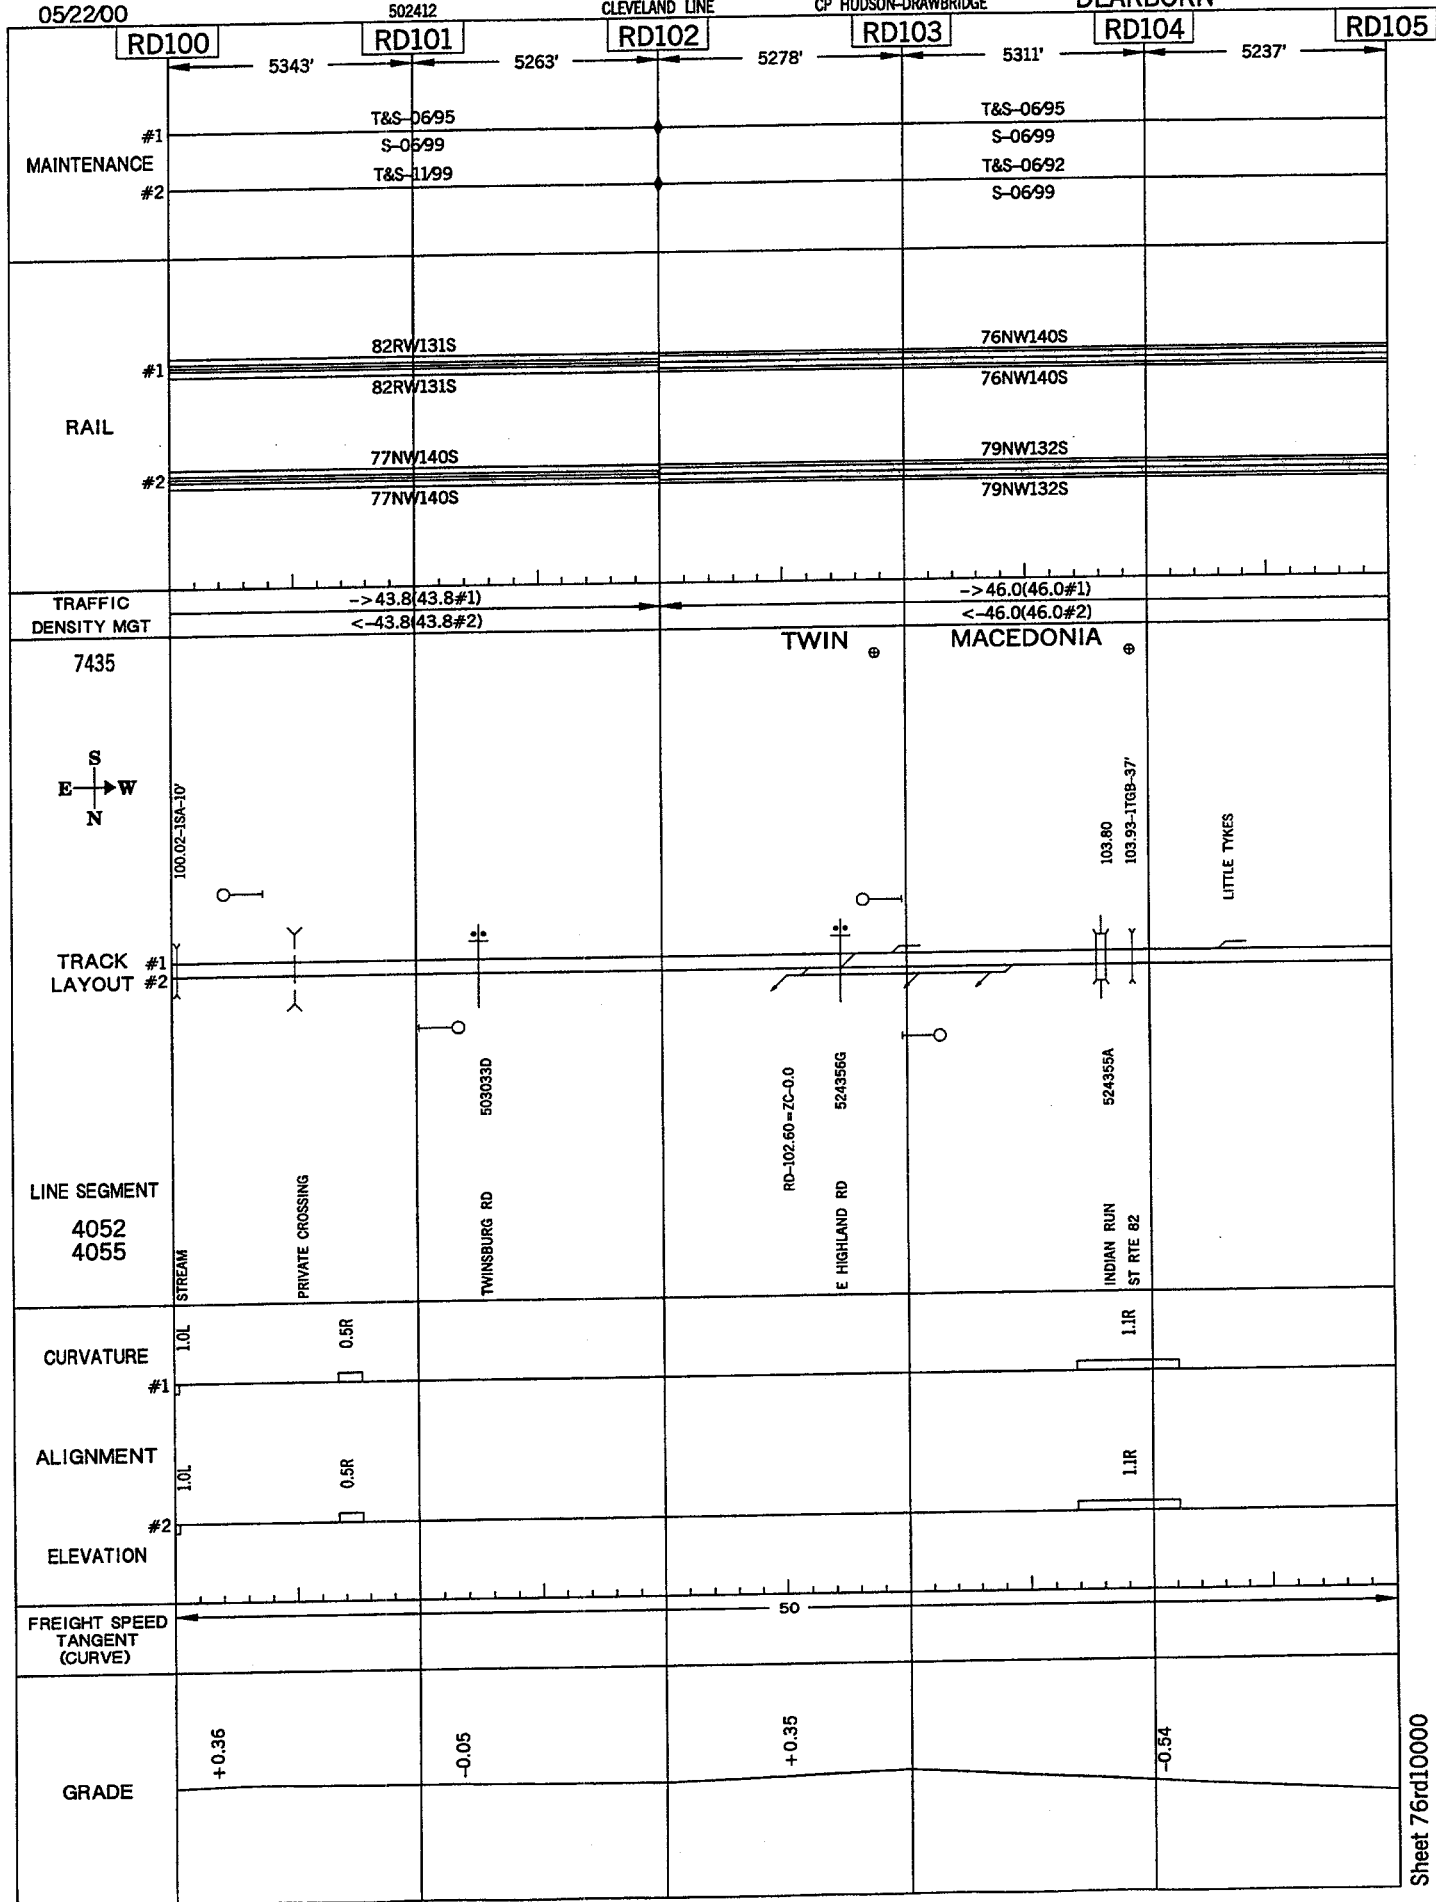 05/22/00 502412 CLEVELAND LINE CP HUDSON-DRAWBRIDGE DEARBORN
RD100 RD101 RD102 RD103 RD104 RD105
5343' 5263' 5278' 5311' 5237'
T&S-06/95 T&S-06/95
#1
S-06/99 S-06/99
MAINTENANCE
T&S-11/99 T&S-06/92
#2
S-06/99
82RW131S 76NW140S
#1
82RW131S 76NW140S
RAIL
77NW140S 79NW132S
#2
77NW140S 79NW132S
TRAFFIC ->43.8(43.8#1) ->46.0(46.0#1)
DENSITY MGT <-43.8(43.8#2) <-46.0(46.0#2)
TWIN MACEDONIA
7435
S
E W
N
100.02-1SA-10'
103.80
103.93-1TGB-37'
LITTLE TYKES
TRACK #1
LAYOUT #2
503033D
RD-102.60=ZC-0.0
524356G
524355A
LINE SEGMENT
4052
4055
STREAM
PRIVATE CROSSING
TWINSBURG RD
E HIGHLAND RD
INDIAN RUN
ST RTE 82
1.0L 0.5R 1.1R
CURVATURE
#1
ALIGNMENT
1.0L 0.5R 1.1R
#2
ELEVATION
FREIGHT SPEED 50
TANGENT
(CURVE)
+0.36 -0.05 +0.35 -0.54
GRADE
Sheet 76rd10000